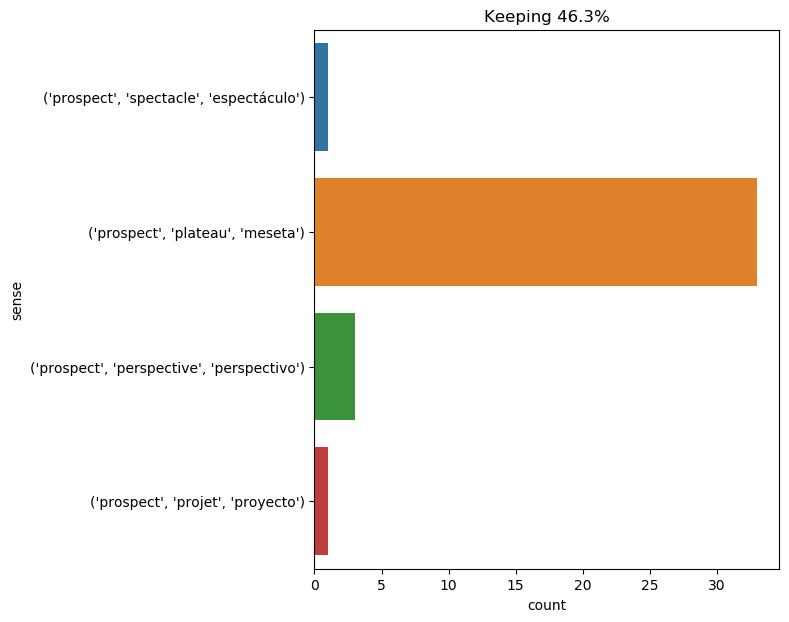 Keeping 46.3%
('prospect', 'spectacle', 'espectáculo')
('prospect', 'plateau', 'meseta')
('prospect', 'perspective', 'perspectivo')
('prospect', 'projet', 'proyecto')
sense
0 5 10 15 20 25 30
count